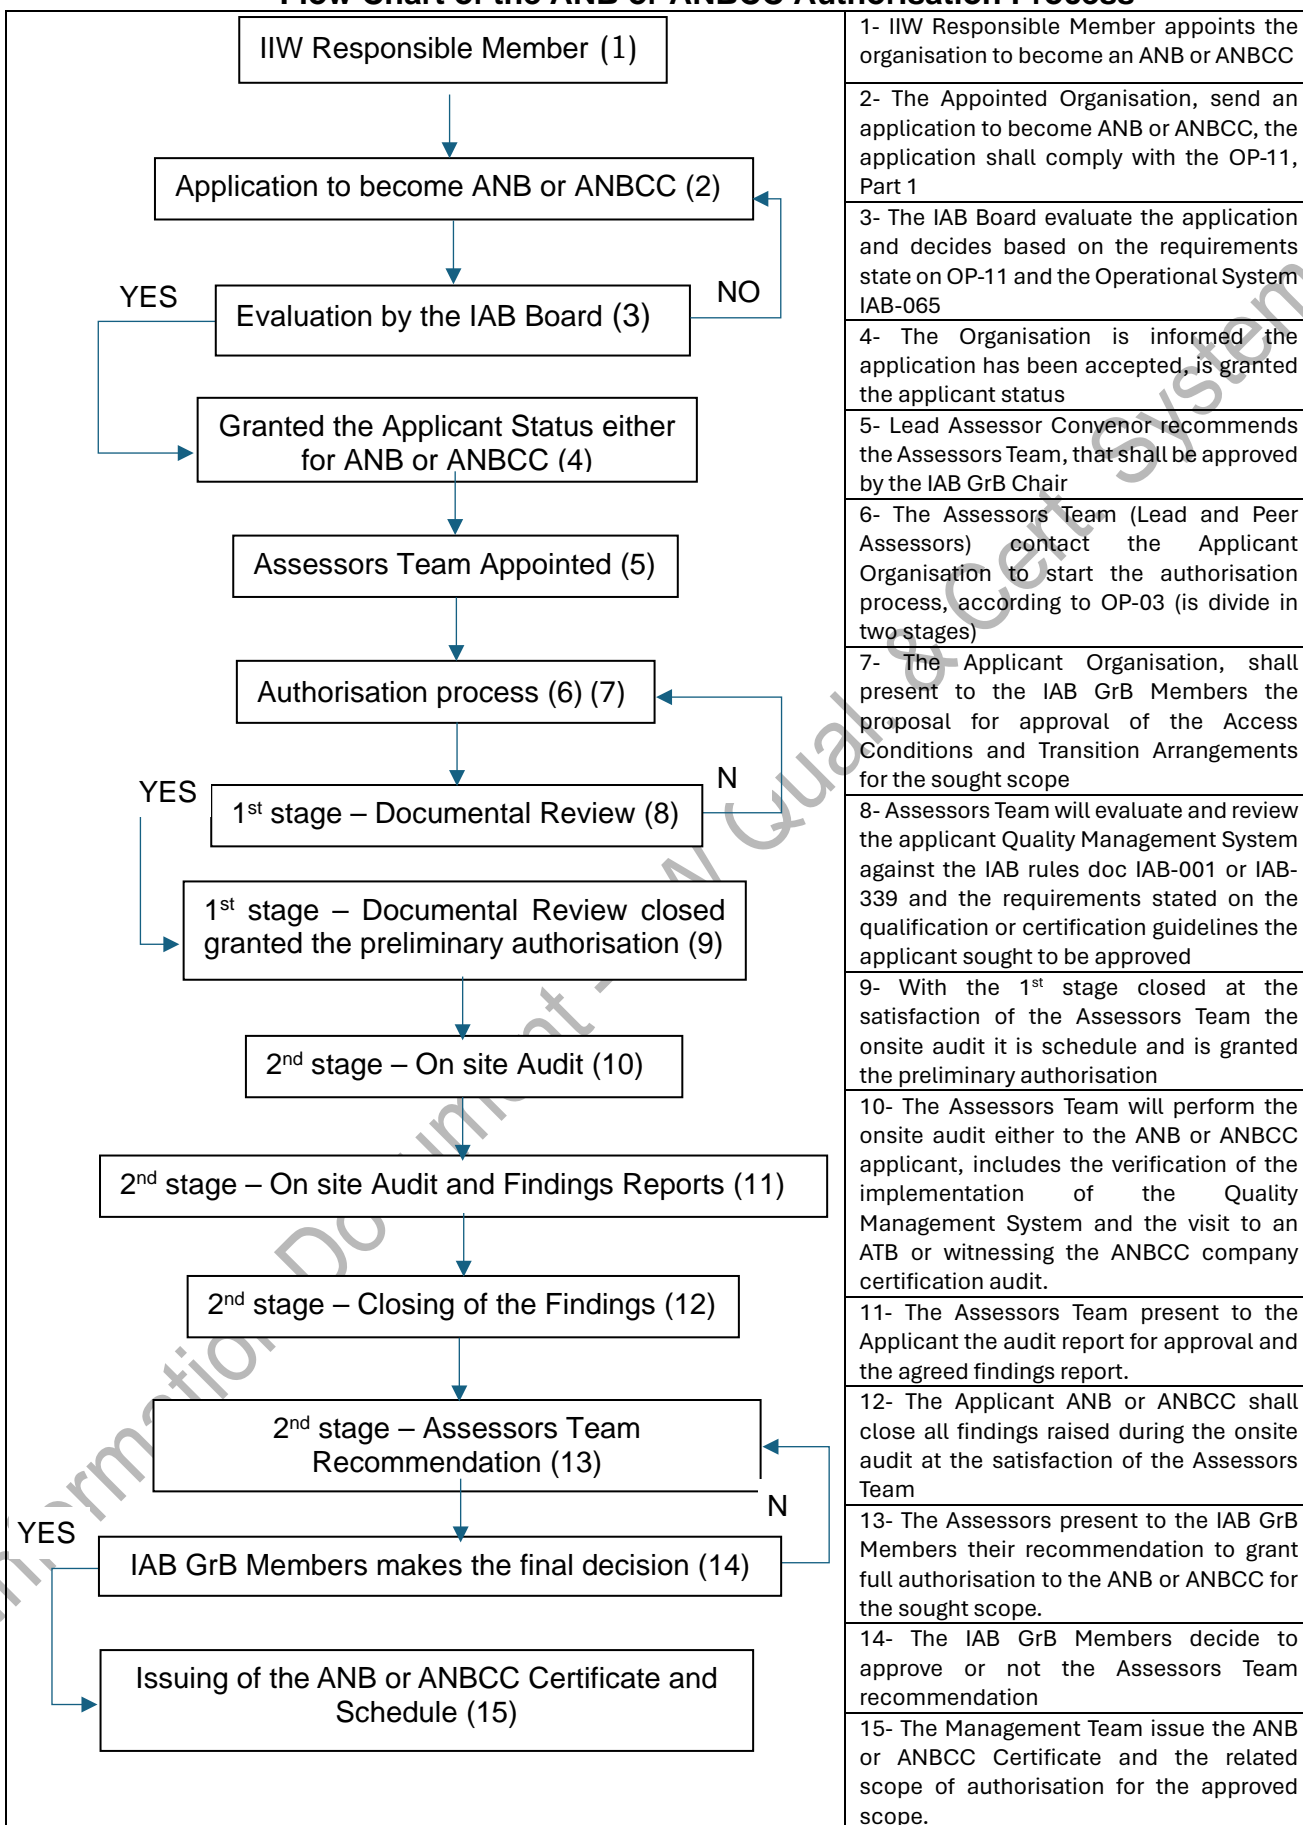 Flow Chart of the ANB or ANBCC Authorisation Process
IIW Responsible Member (1)
Application to become ANB or ANBCC (2)
YES
NO
Evaluation by the IAB Board (3)
Granted the Applicant Status either
for ANB or ANBCC (4)
Assessors Team Appointed (5)
Authorisation process (6) (7)
YES
N
1st stage – Documental Review (8)
1st stage – Documental Review closed
granted the preliminary authorisation (9)
2nd stage – On site Audit (10)
2nd stage – On site Audit and Findings Reports (11)
2nd stage – Closing of the Findings (12)
2nd stage – Assessors Team
Recommendation (13)
N
YES
IAB GrB Members makes the final decision (14)
Issuing of the ANB or ANBCC Certificate and
Schedule (15)
1- IIW Responsible Member appoints the
organisation to become an ANB or ANBCC
2- The Appointed Organisation, send an
application to become ANB or ANBCC, the
application shall comply with the OP-11,
Part 1
3- The IAB Board evaluate the application
and decides based on the requirements
state on OP-11 and the Operational System
IAB-065
4- The Organisation is informed the
application has been accepted, is granted
the applicant status
5- Lead Assessor Convenor recommends
the Assessors Team, that shall be approved
by the IAB GrB Chair
6- The Assessors Team (Lead and Peer
Assessors) contact the Applicant
Organisation to start the authorisation
process, according to OP-03 (is divide in
two stages)
7- The Applicant Organisation, shall
present to the IAB GrB Members the
proposal for approval of the Access
Conditions and Transition Arrangements
for the sought scope
8- Assessors Team will evaluate and review
the applicant Quality Management System
against the IAB rules doc IAB-001 or IAB-
339 and the requirements stated on the
qualification or certification guidelines the
applicant sought to be approved
9- With the 1st stage closed at the
satisfaction of the Assessors Team the
onsite audit it is schedule and is granted
the preliminary authorisation
10- The Assessors Team will perform the
onsite audit either to the ANB or ANBCC
applicant, includes the verification of the
implementation of the Quality
Management System and the visit to an
ATB or witnessing the ANBCC company
certification audit.
11- The Assessors Team present to the
Applicant the audit report for approval and
the agreed findings report.
12- The Applicant ANB or ANBCC shall
close all findings raised during the onsite
audit at the satisfaction of the Assessors
Team
13- The Assessors present to the IAB GrB
Members their recommendation to grant
full authorisation to the ANB or ANBCC for
the sought scope.
14- The IAB GrB Members decide to
approve or not the Assessors Team
recommendation
15- The Management Team issue the ANB
or ANBCC Certificate and the related
scope of authorisation for the approved
scope.
Information Document - IIW Qual. & Cert. System